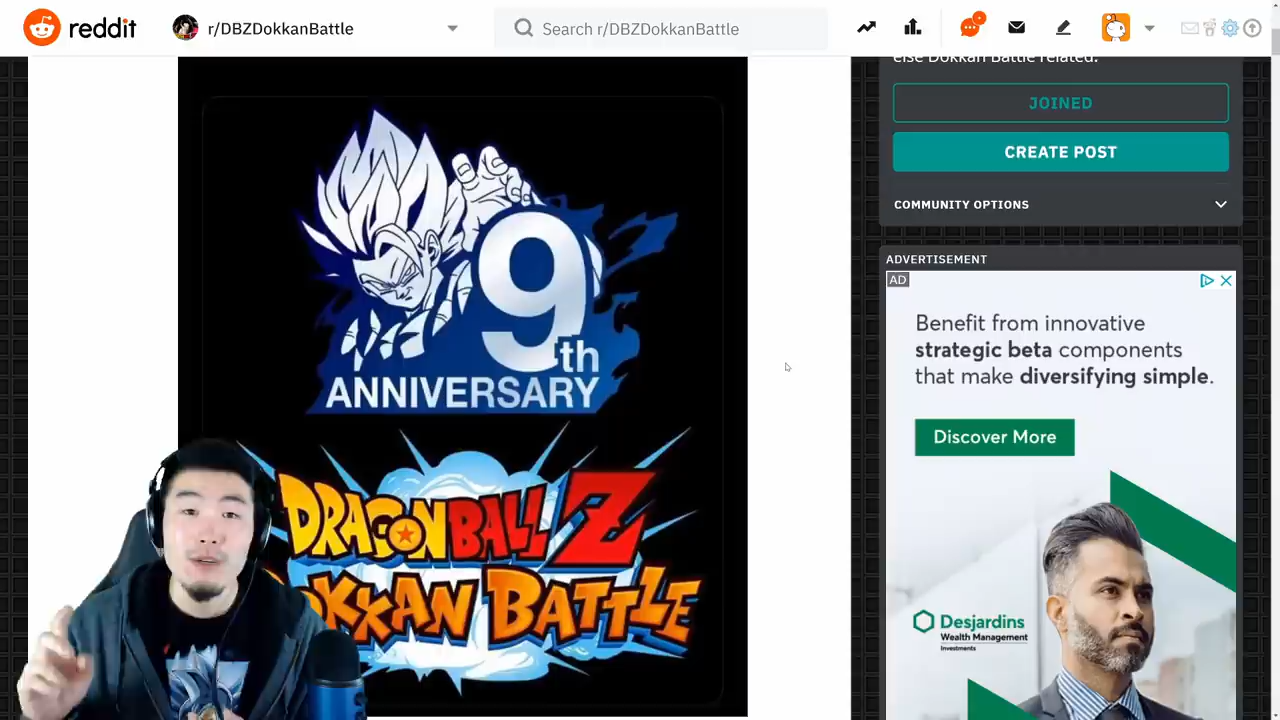 reddit
r/DBZDokkanBattle
Search r/DBZDokkanBattle
else Dokkan Battle related.
JOINED
CREATE POST
COMMUNITY OPTIONS
ADVERTISEMENT
AD
Benefit from innovative
strategic beta components
that make diversifying simple.
Discover More
Desjardins
Wealth Management
Investments
9th
ANNIVERSARY
DRAGON BALL Z
DOKKAN BATTLE